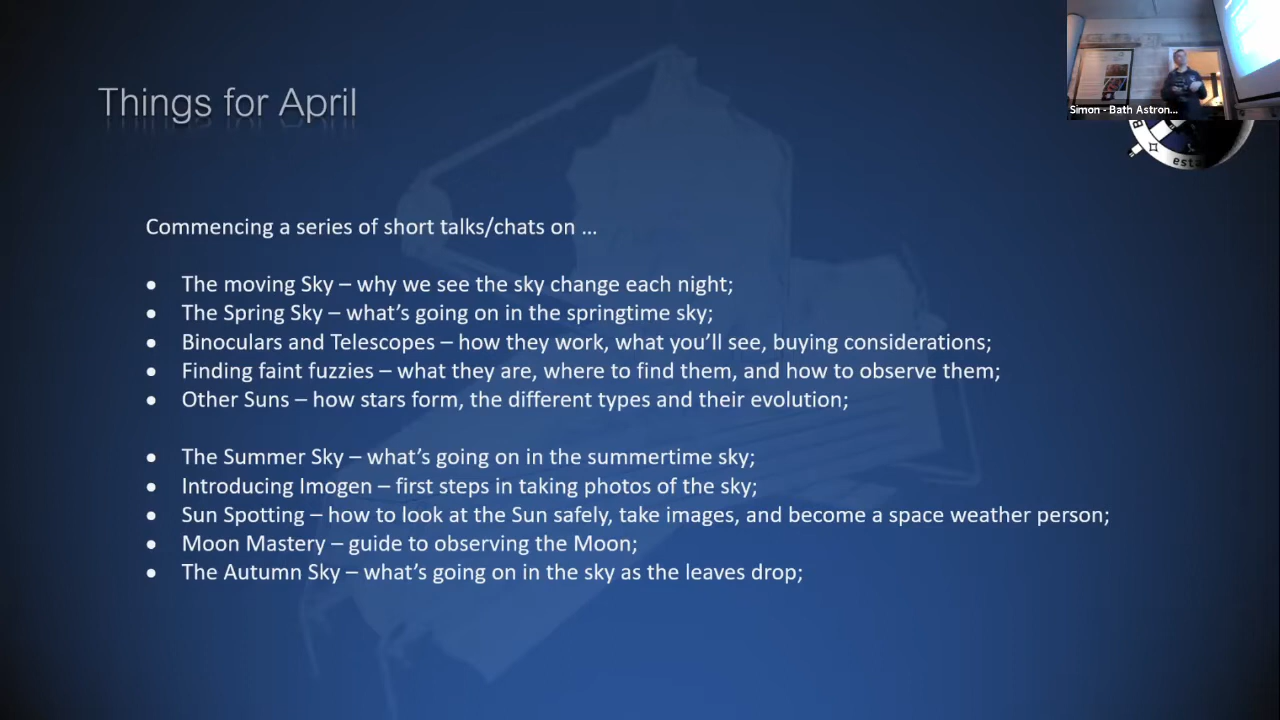 Things for April
Simon - Bath Astron...
est
Commencing a series of short talks/chats on ...
• The moving Sky – why we see the sky change each night;
• The Spring Sky – what’s going on in the springtime sky;
• Binoculars and Telescopes – how they work, what you’ll see, buying considerations;
• Finding faint fuzzies – what they are, where to find them, and how to observe them;
• Other Suns – how stars form, the different types and their evolution;
• The Summer Sky – what’s going on in the summertime sky;
• Introducing Imogen – first steps in taking photos of the sky;
• Sun Spotting – how to look at the Sun safely, take images, and become a space weather person;
• Moon Mastery – guide to observing the Moon;
• The Autumn Sky – what’s going on in the sky as the leaves drop;